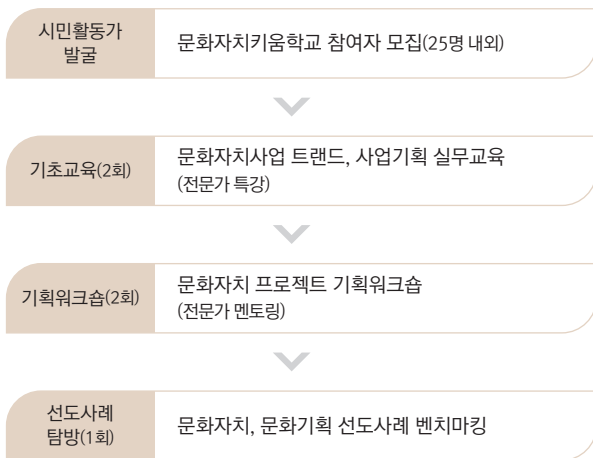 시민활동가
발굴
문화자치키움학교 참여자 모집(25명 내외)
기초교육(2회)
문화자치사업 트랜드, 사업기획 실무교육
(전문가 특강)
기획워크숍(2회)
문화자치 프로젝트 기획워크숍
(전문가 멘토링)
선도사례
탐방(1회)
문화자치, 문화기획 선도사례 벤치마킹